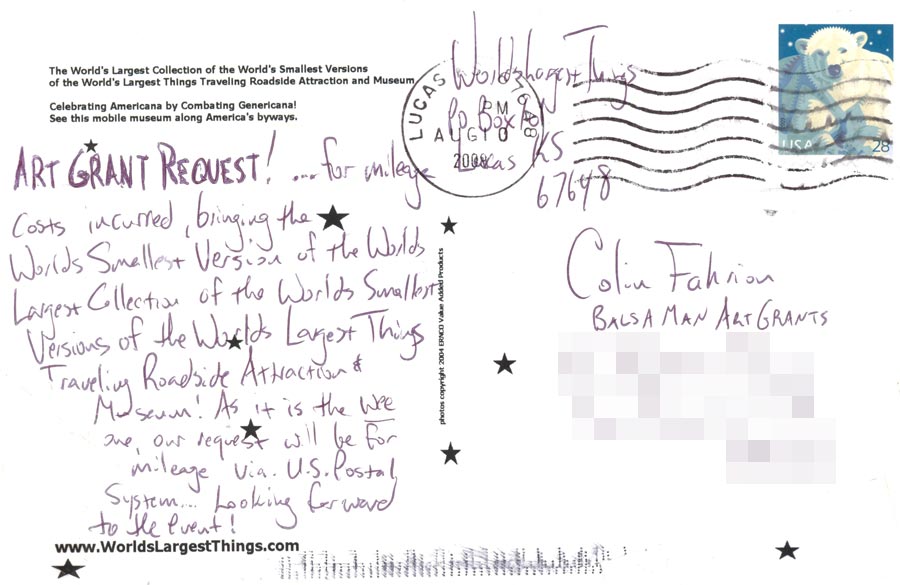 The World's Largest Collection of the World's Smallest Versions
of the World's Largest Things Traveling Roadside Attraction and Museum
Celebrating Americana by Combating Genericana!
See this mobile museum along America's byways.
ART GRANT REQUEST! ...for mileage
costs incurred, bringing the
Worlds Smallest Version of the Worlds
Largest Collection of the Worlds Smallest
Versions of the Worlds Largest Things
Traveling Roadside Attraction &
Museum! As it is the wee
one, our request will be for
mileage via U.S. Postal
System... Looking forward
to the event!
www.WorldsLargestThings.com
photos copyright 2004 ERNCO Value Added Products
Worlds Largest Things
Po Box
Lucas KS
67648
LUCAS
67648
PM
AUG 10
2008
USA 28
Colin Fahrion
BALSA MAN ART GRANTS